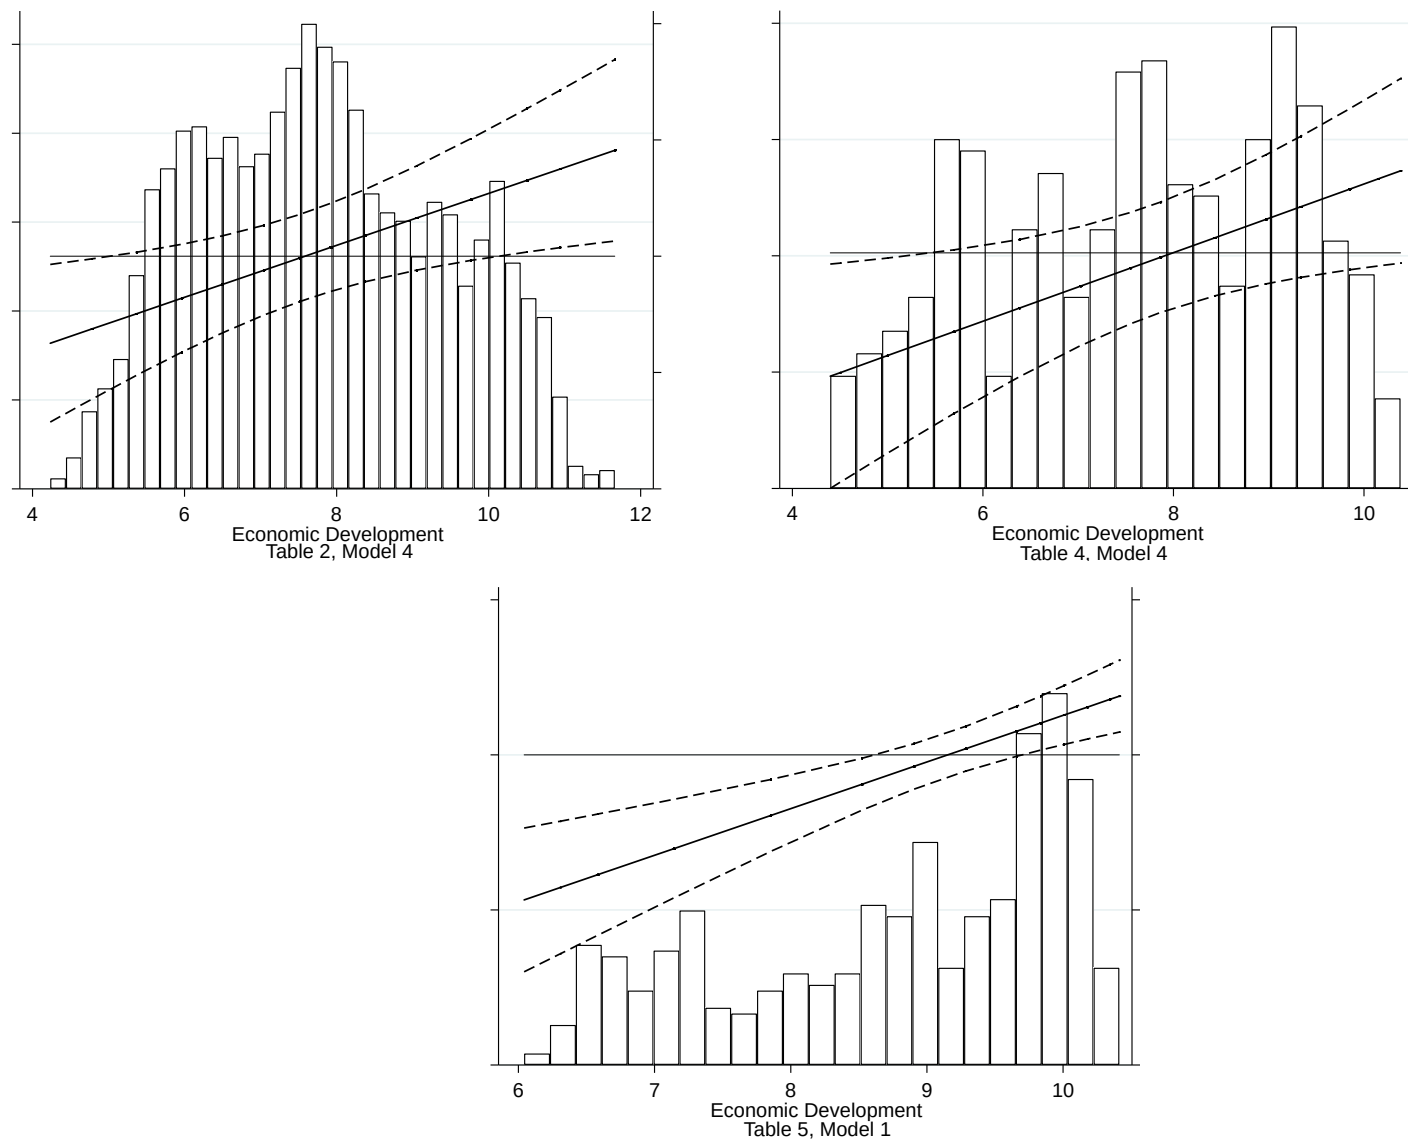 4 6 8 10 12
Economic Development
Table 2, Model 4
4 6 8 10
Economic Development
Table 4, Model 4
6 7 8 9 10
Economic Development
Table 5, Model 1